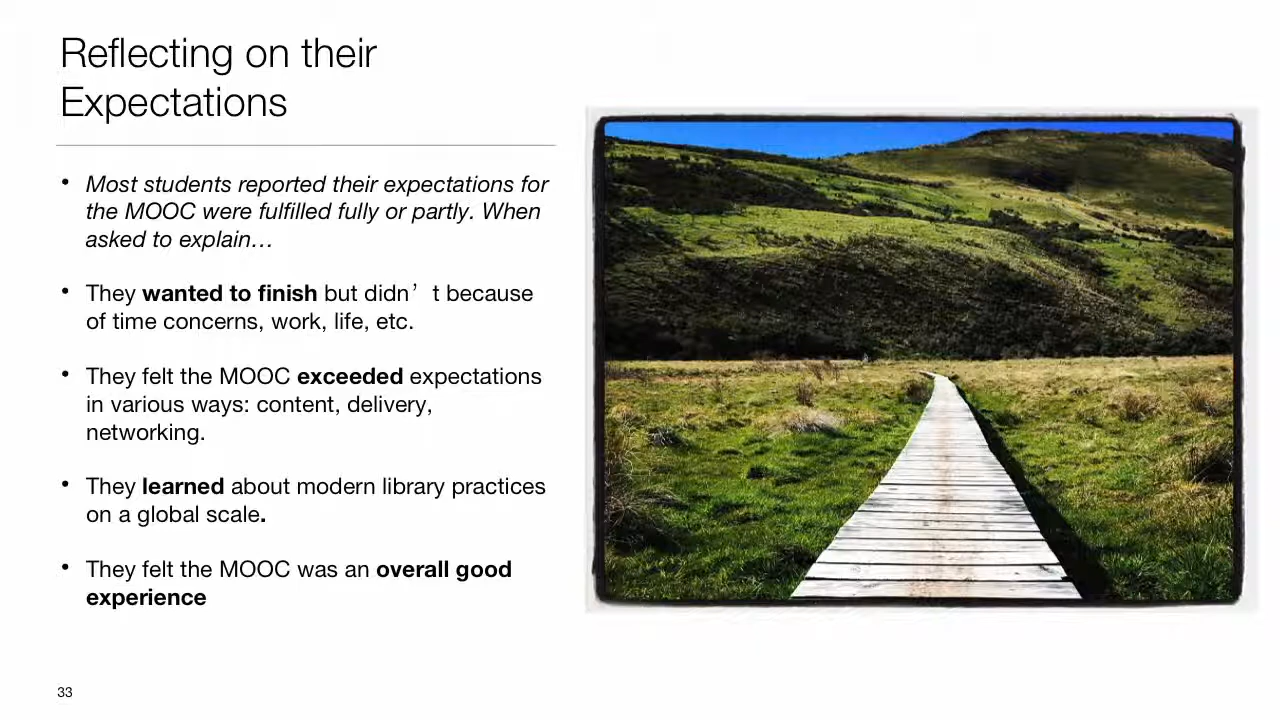 Reflecting on their
Expectations
• Most students reported their expectations for
the MOOC were fulfilled fully or partly. When
asked to explain…
• They wanted to finish but didn’t because
of time concerns, work, life, etc.
• They felt the MOOC exceeded expectations
in various ways: content, delivery,
networking.
• They learned about modern library practices
on a global scale.
• They felt the MOOC was an overall good
experience
33